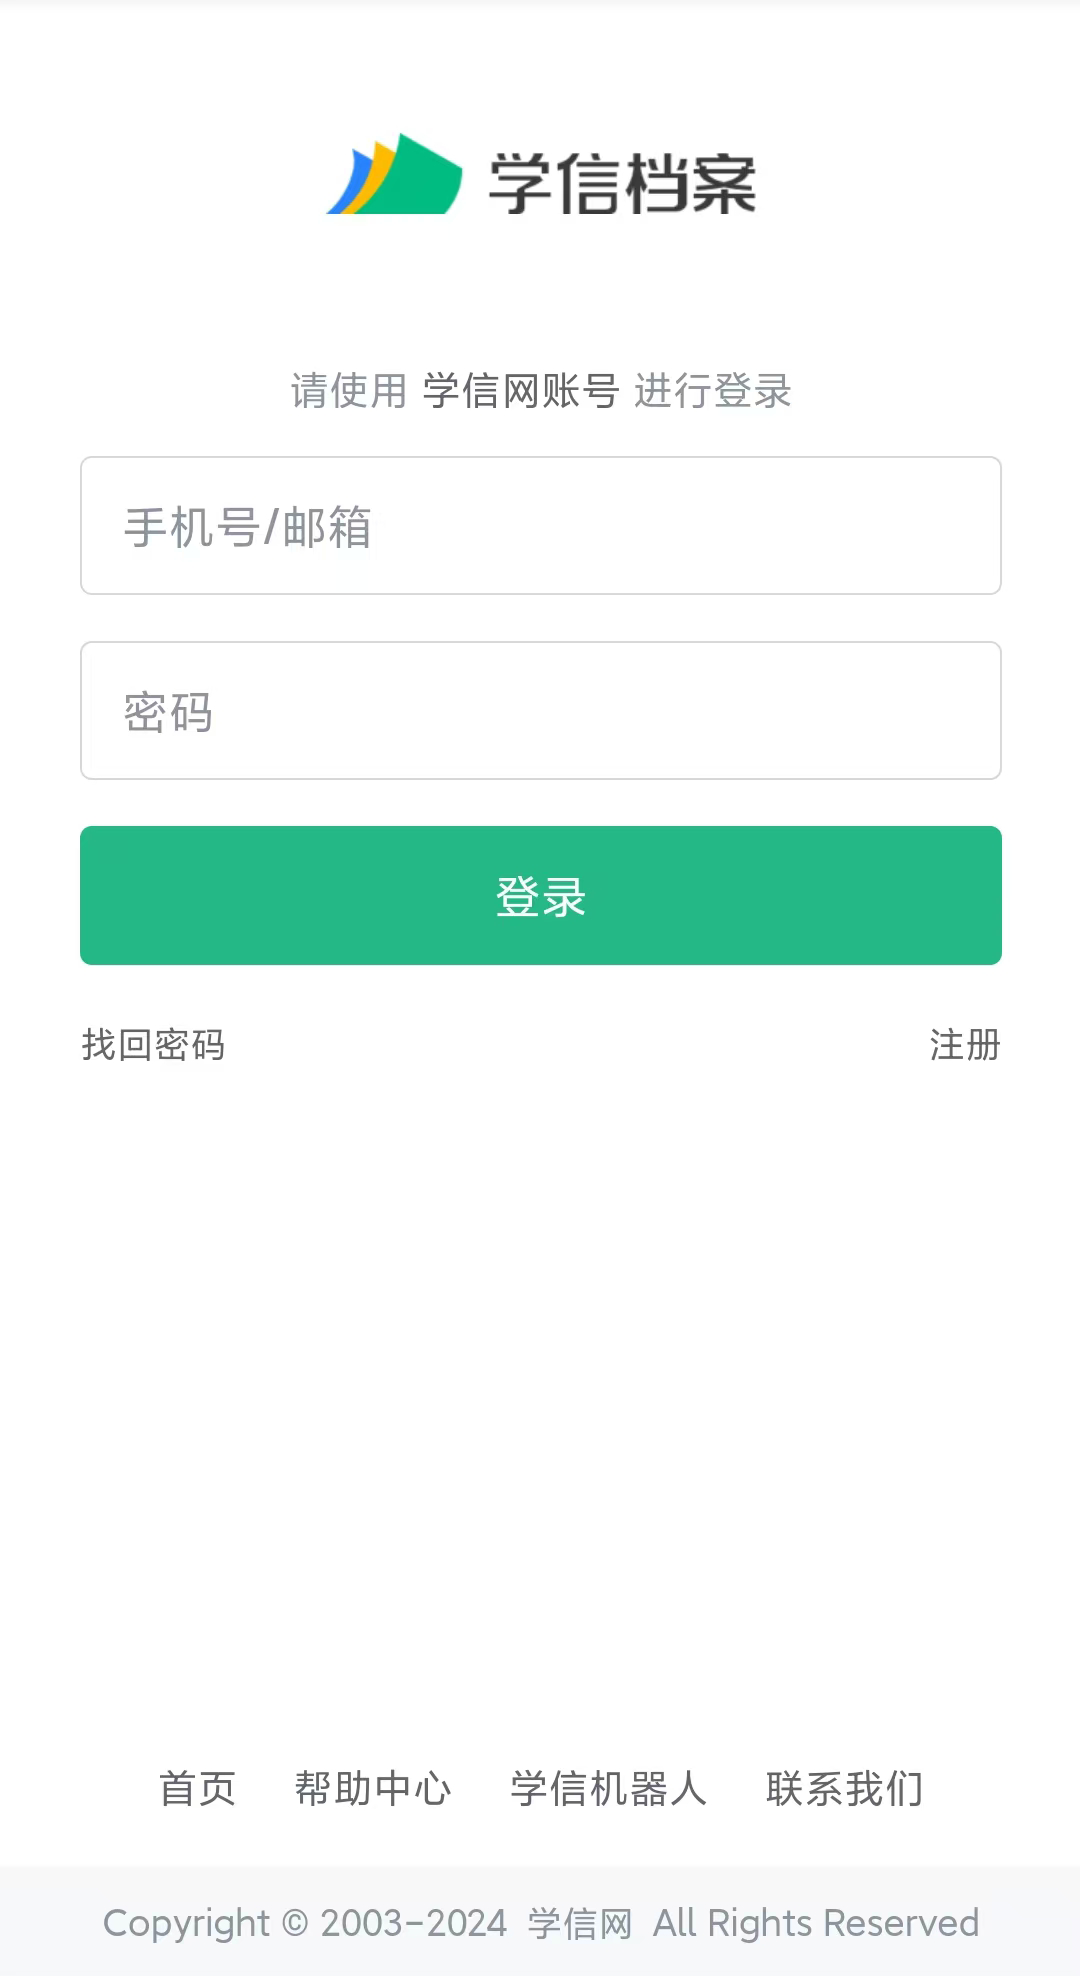 学信档案
请使用 学信网账号 进行登录
手机号/邮箱
密码
登录
找回密码 注册
首页 帮助中心 学信机器人 联系我们
Copyright © 2003-2024 学信网 All Rights Reserved